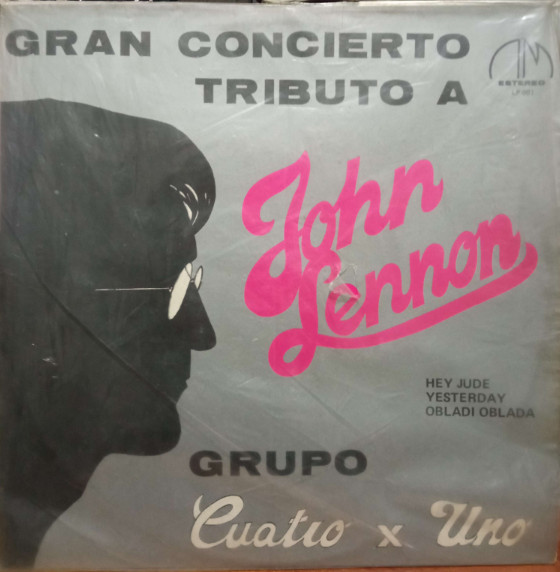 GRAN CONCIERTO
TRIBUTO A
ESTEREO
John
Lennon
HEY JUDE
YESTERDAY
OBLADI OBLADA
GRUPO
Cuatro x Uno